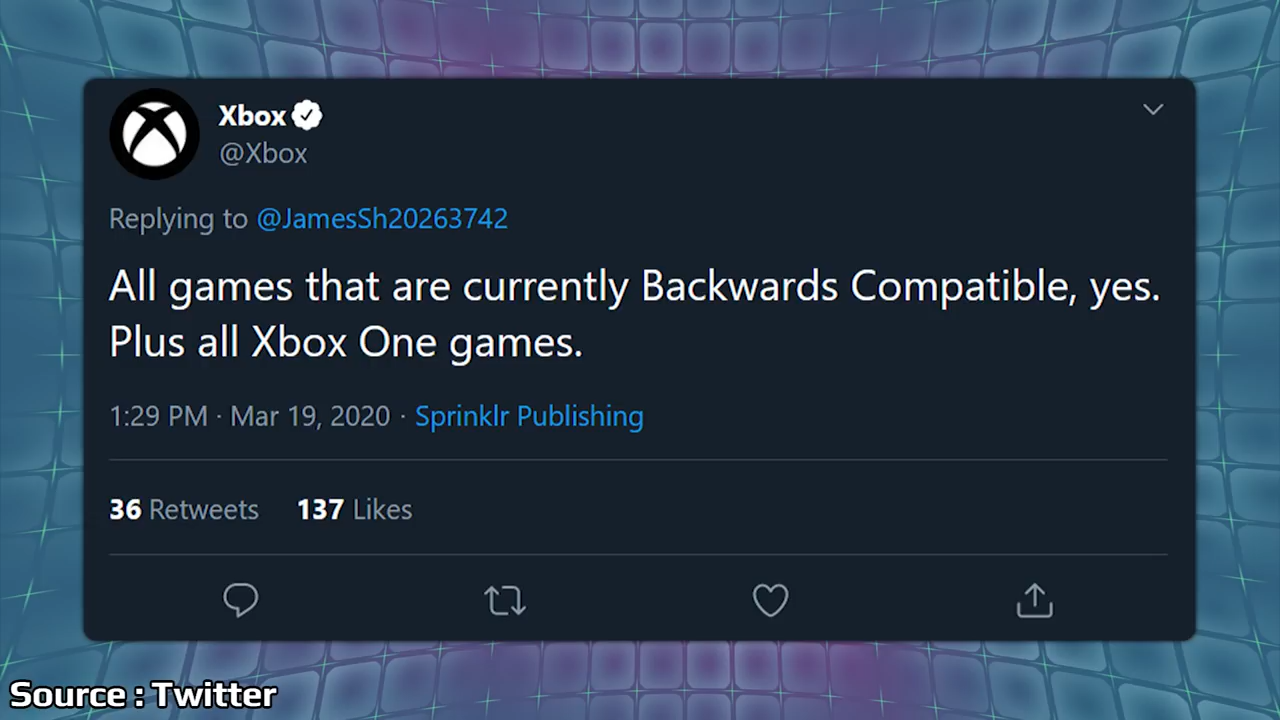 Xbox
@Xbox
Replying to @JamesSh20263742
All games that are currently Backwards Compatible, yes.
Plus all Xbox One games.
1:29 PM · Mar 19, 2020 · Sprinklr Publishing
36 Retweets 137 Likes
Source : Twitter